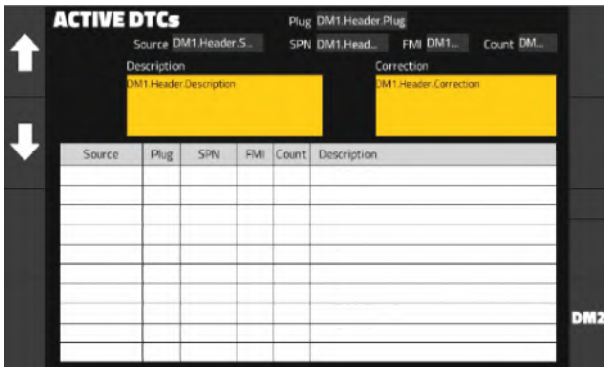 ACTIVE DTCs
Plug DM1.Header.Plug
Source DM1.Header.S... SPN DM1.Head... FMI DM1... Count DM...
Description Correction
DM1.Header.Description DM1.Header.Correction
Source Plug SPN FMI Count Description
DM2